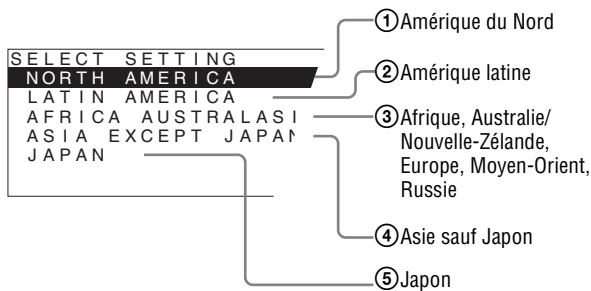 SELECT SETTING
NORTH AMERICA
LATIN AMERICA
AFRICA AUSTRALASI
ASIA EXCEPT JAPAN
JAPAN
①Amérique du Nord
②Amérique latine
③Afrique, Australie/
Nouvelle-Zélande,
Europe, Moyen-Orient,
Russie
④Asie sauf Japon
⑤Japon